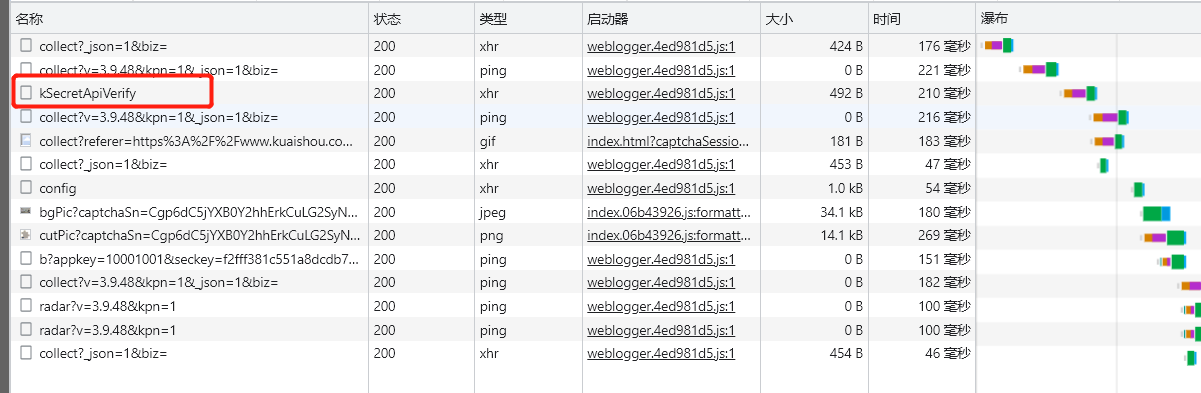 名称 状态 类型 启动器 大小 时间 瀑布
collect?_json=1&biz= 200 xhr weblogger.4ed981d5.js:1 424 B 176 毫秒
collect?v=3.9.48&kpn=1&_json=1&biz= 200 ping weblogger.4ed981d5.js:1 0 B 221 毫秒
kSecretApiVerify 200 xhr weblogger.4ed981d5.js:1 492 B 210 毫秒
collect?v=3.9.48&kpn=1&_json=1&biz= 200 ping weblogger.4ed981d5.js:1 0 B 216 毫秒
collect?referer=https%3A%2F%2Fwww.kuaishou.co... 200 gif index.html?captchaSessio... 181 B 183 毫秒
collect?_json=1&biz= 200 xhr weblogger.4ed981d5.js:1 453 B 47 毫秒
config 200 xhr weblogger.4ed981d5.js:1 1.0 kB 54 毫秒
bgPic?captchaSn=Cgp6dC5jYXB0Y2hhErkCuLG2SyN... 200 jpeg index.06b43926.js:formatt... 34.1 kB 180 毫秒
cutPic?captchaSn=Cgp6dC5jYXB0Y2hhErkCuLG2SyN... 200 png index.06b43926.js:formatt... 14.1 kB 269 毫秒
b?appkey=10001001&seckey=f2fff381c551a8dcdb7... 200 ping weblogger.4ed981d5.js:1 0 B 151 毫秒
collect?v=3.9.48&kpn=1&_json=1&biz= 200 ping weblogger.4ed981d5.js:1 0 B 182 毫秒
radar?v=3.9.48&kpn=1 200 ping weblogger.4ed981d5.js:1 0 B 100 毫秒
radar?v=3.9.48&kpn=1 200 ping weblogger.4ed981d5.js:1 0 B 100 毫秒
collect?_json=1&biz= 200 xhr weblogger.4ed981d5.js:1 454 B 46 毫秒